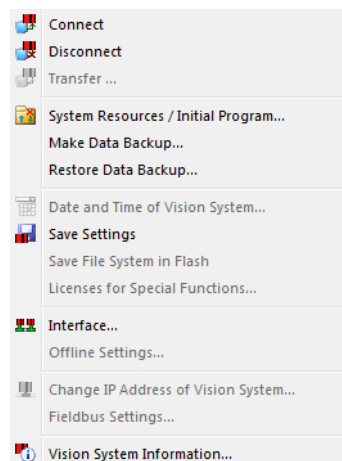 Connect
Disconnect
Transfer ...
System Resources / Initial Program...
Make Data Backup...
Restore Data Backup...
Date and Time of Vision System...
Save Settings
Save File System in Flash
Licenses for Special Functions...
Interface...
Offline Settings...
Change IP Address of Vision System...
Fieldbus Settings...
Vision System Information...